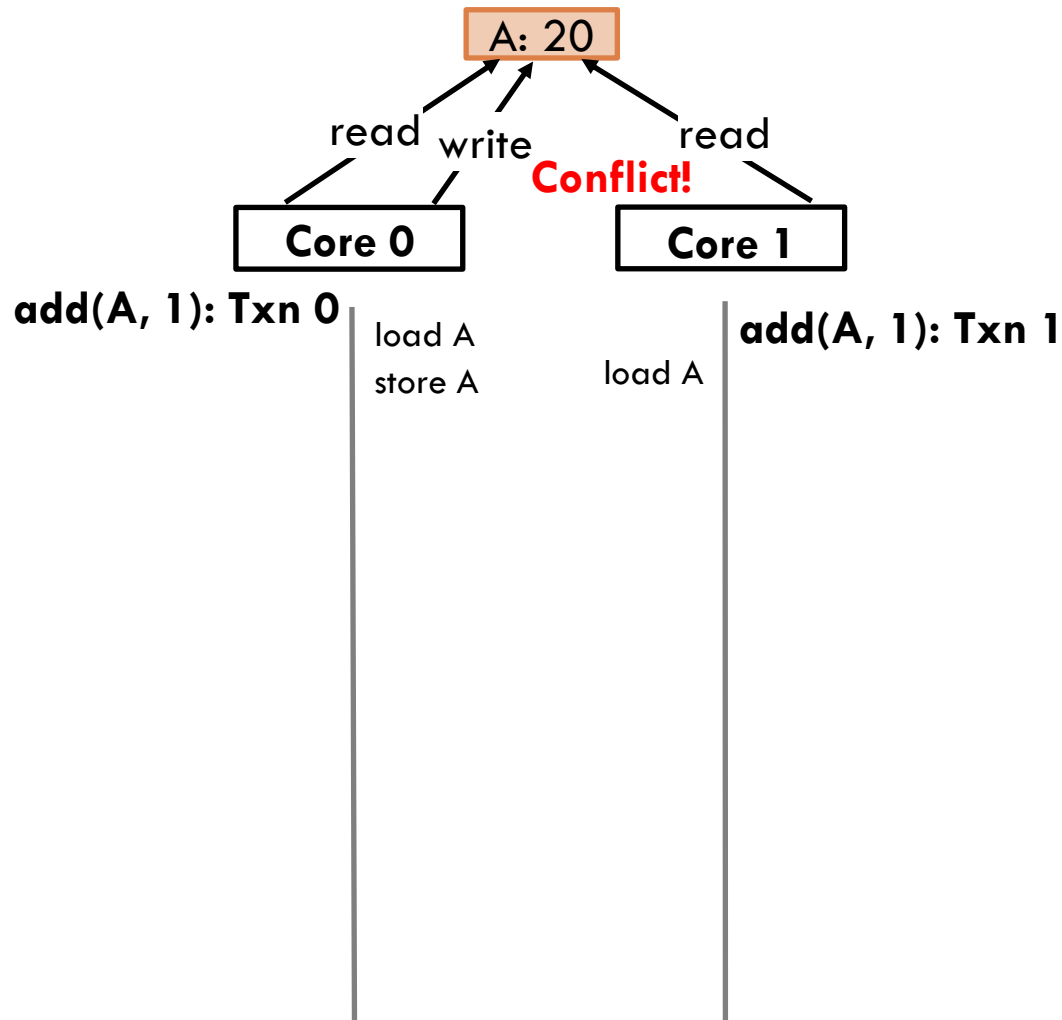 A: 20
read
write
read
Conflict!
Core 0
Core 1
add(A, 1): Txn 0
load A
store A
load A
add(A, 1): Txn 1